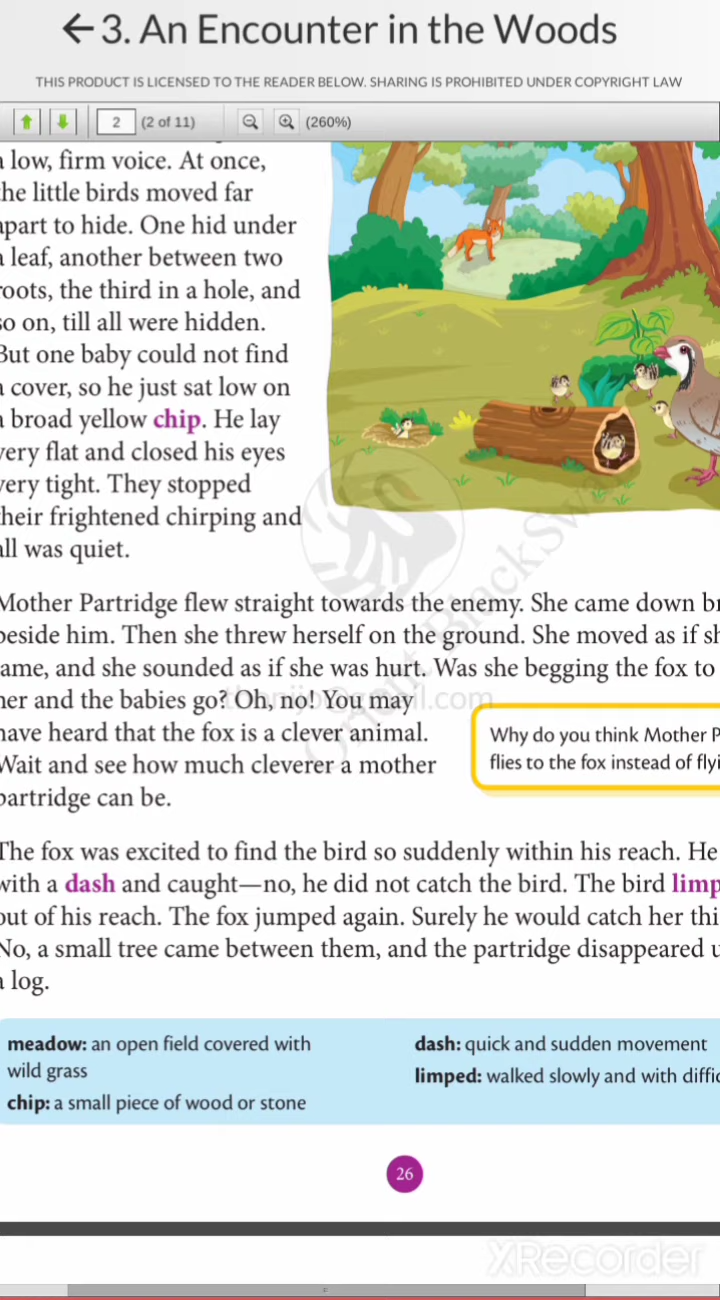 ←3. An Encounter in the Woods
THIS PRODUCT IS LICENSED TO THE READER BELOW. SHARING IS PROHIBITED UNDER COPYRIGHT LAW
2 (2 of 11) (260%)
a low, firm voice. At once,
the little birds moved far
apart to hide. One hid under
a leaf, another between two
roots, the third in a hole, and
so on, till all were hidden.
But one baby could not find
a cover, so he just sat low on
a broad yellow chip. He lay
very flat and closed his eyes
very tight. They stopped
their frightened chirping and
all was quiet.
Mother Partridge flew straight towards the enemy. She came down
beside him. Then she threw herself on the ground. She moved as if
lame, and she sounded as if she was hurt. Was she begging the fox to
her and the babies go? Oh, no! You may
have heard that the fox is a clever animal.
Wait and see how much cleverer a mother
partridge can be.
Why do you think Mother
flies to the fox instead of
The fox was excited to find the bird so suddenly within his reach. He
with a dash and caught—no, he did not catch the bird. The bird limp
out of his reach. The fox jumped again. Surely he would catch her
No, a small tree came between them, and the partridge disappeared
a log.
meadow: an open field covered with
wild grass
chip: a small piece of wood or stone
dash: quick and sudden movement
limped: walked slowly and with
26
Orient BlackSwan
XRecorder